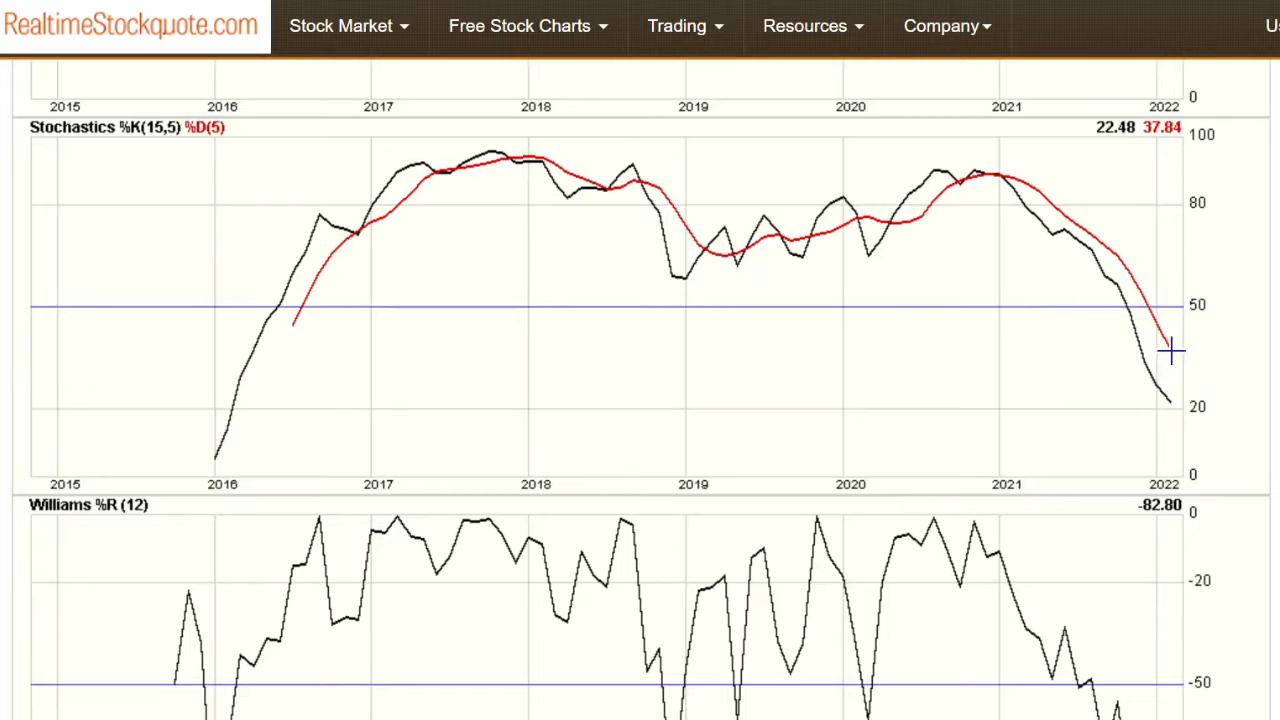 RealtimeStockquote.com Stock Market Free Stock Charts Trading Resources Company
0
2015 2016 2017 2018 2019 2020 2021 2022
Stochastics %K(15,5) %D(5) 22.48 37.84
100
80
50
20
0
2015 2016 2017 2018 2019 2020 2021 2022
Williams %R (12) -82.80
0
-20
-50